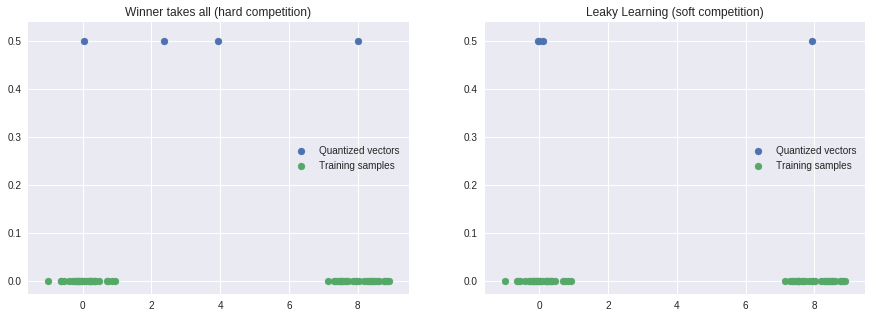 Winner takes all (hard competition)
0.5
0.4
0.3
0.2
0.1
0.0
Quantized vectors
Training samples
0 2 4 6 8
Leaky Learning (soft competition)
0.5
0.4
0.3
0.2
0.1
0.0
Quantized vectors
Training samples
0 2 4 6 8